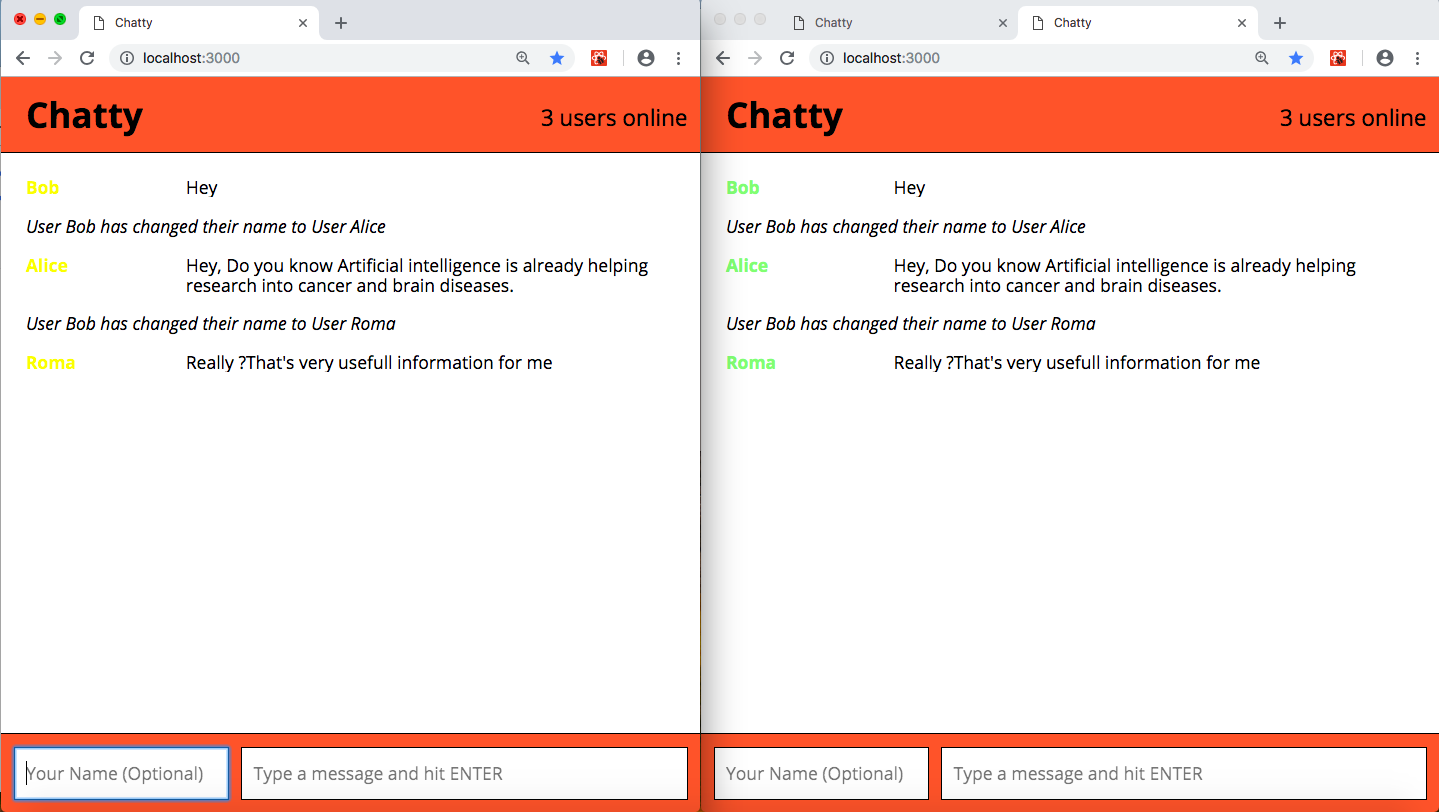 Chatty
localhost:3000
Chatty
3 users online
Bob
Hey
User Bob has changed their name to User Alice
Alice
Hey, Do you know Artificial intelligence is already helping
research into cancer and brain diseases.
User Bob has changed their name to User Roma
Roma
Really ?That's very usefull information for me
Your Name (Optional)
Type a message and hit ENTER
Chatty
Chatty
localhost:3000
Chatty
3 users online
Bob
Hey
User Bob has changed their name to User Alice
Alice
Hey, Do you know Artificial intelligence is already helping
research into cancer and brain diseases.
User Bob has changed their name to User Roma
Roma
Really ?That's very usefull information for me
Your Name (Optional)
Type a message and hit ENTER